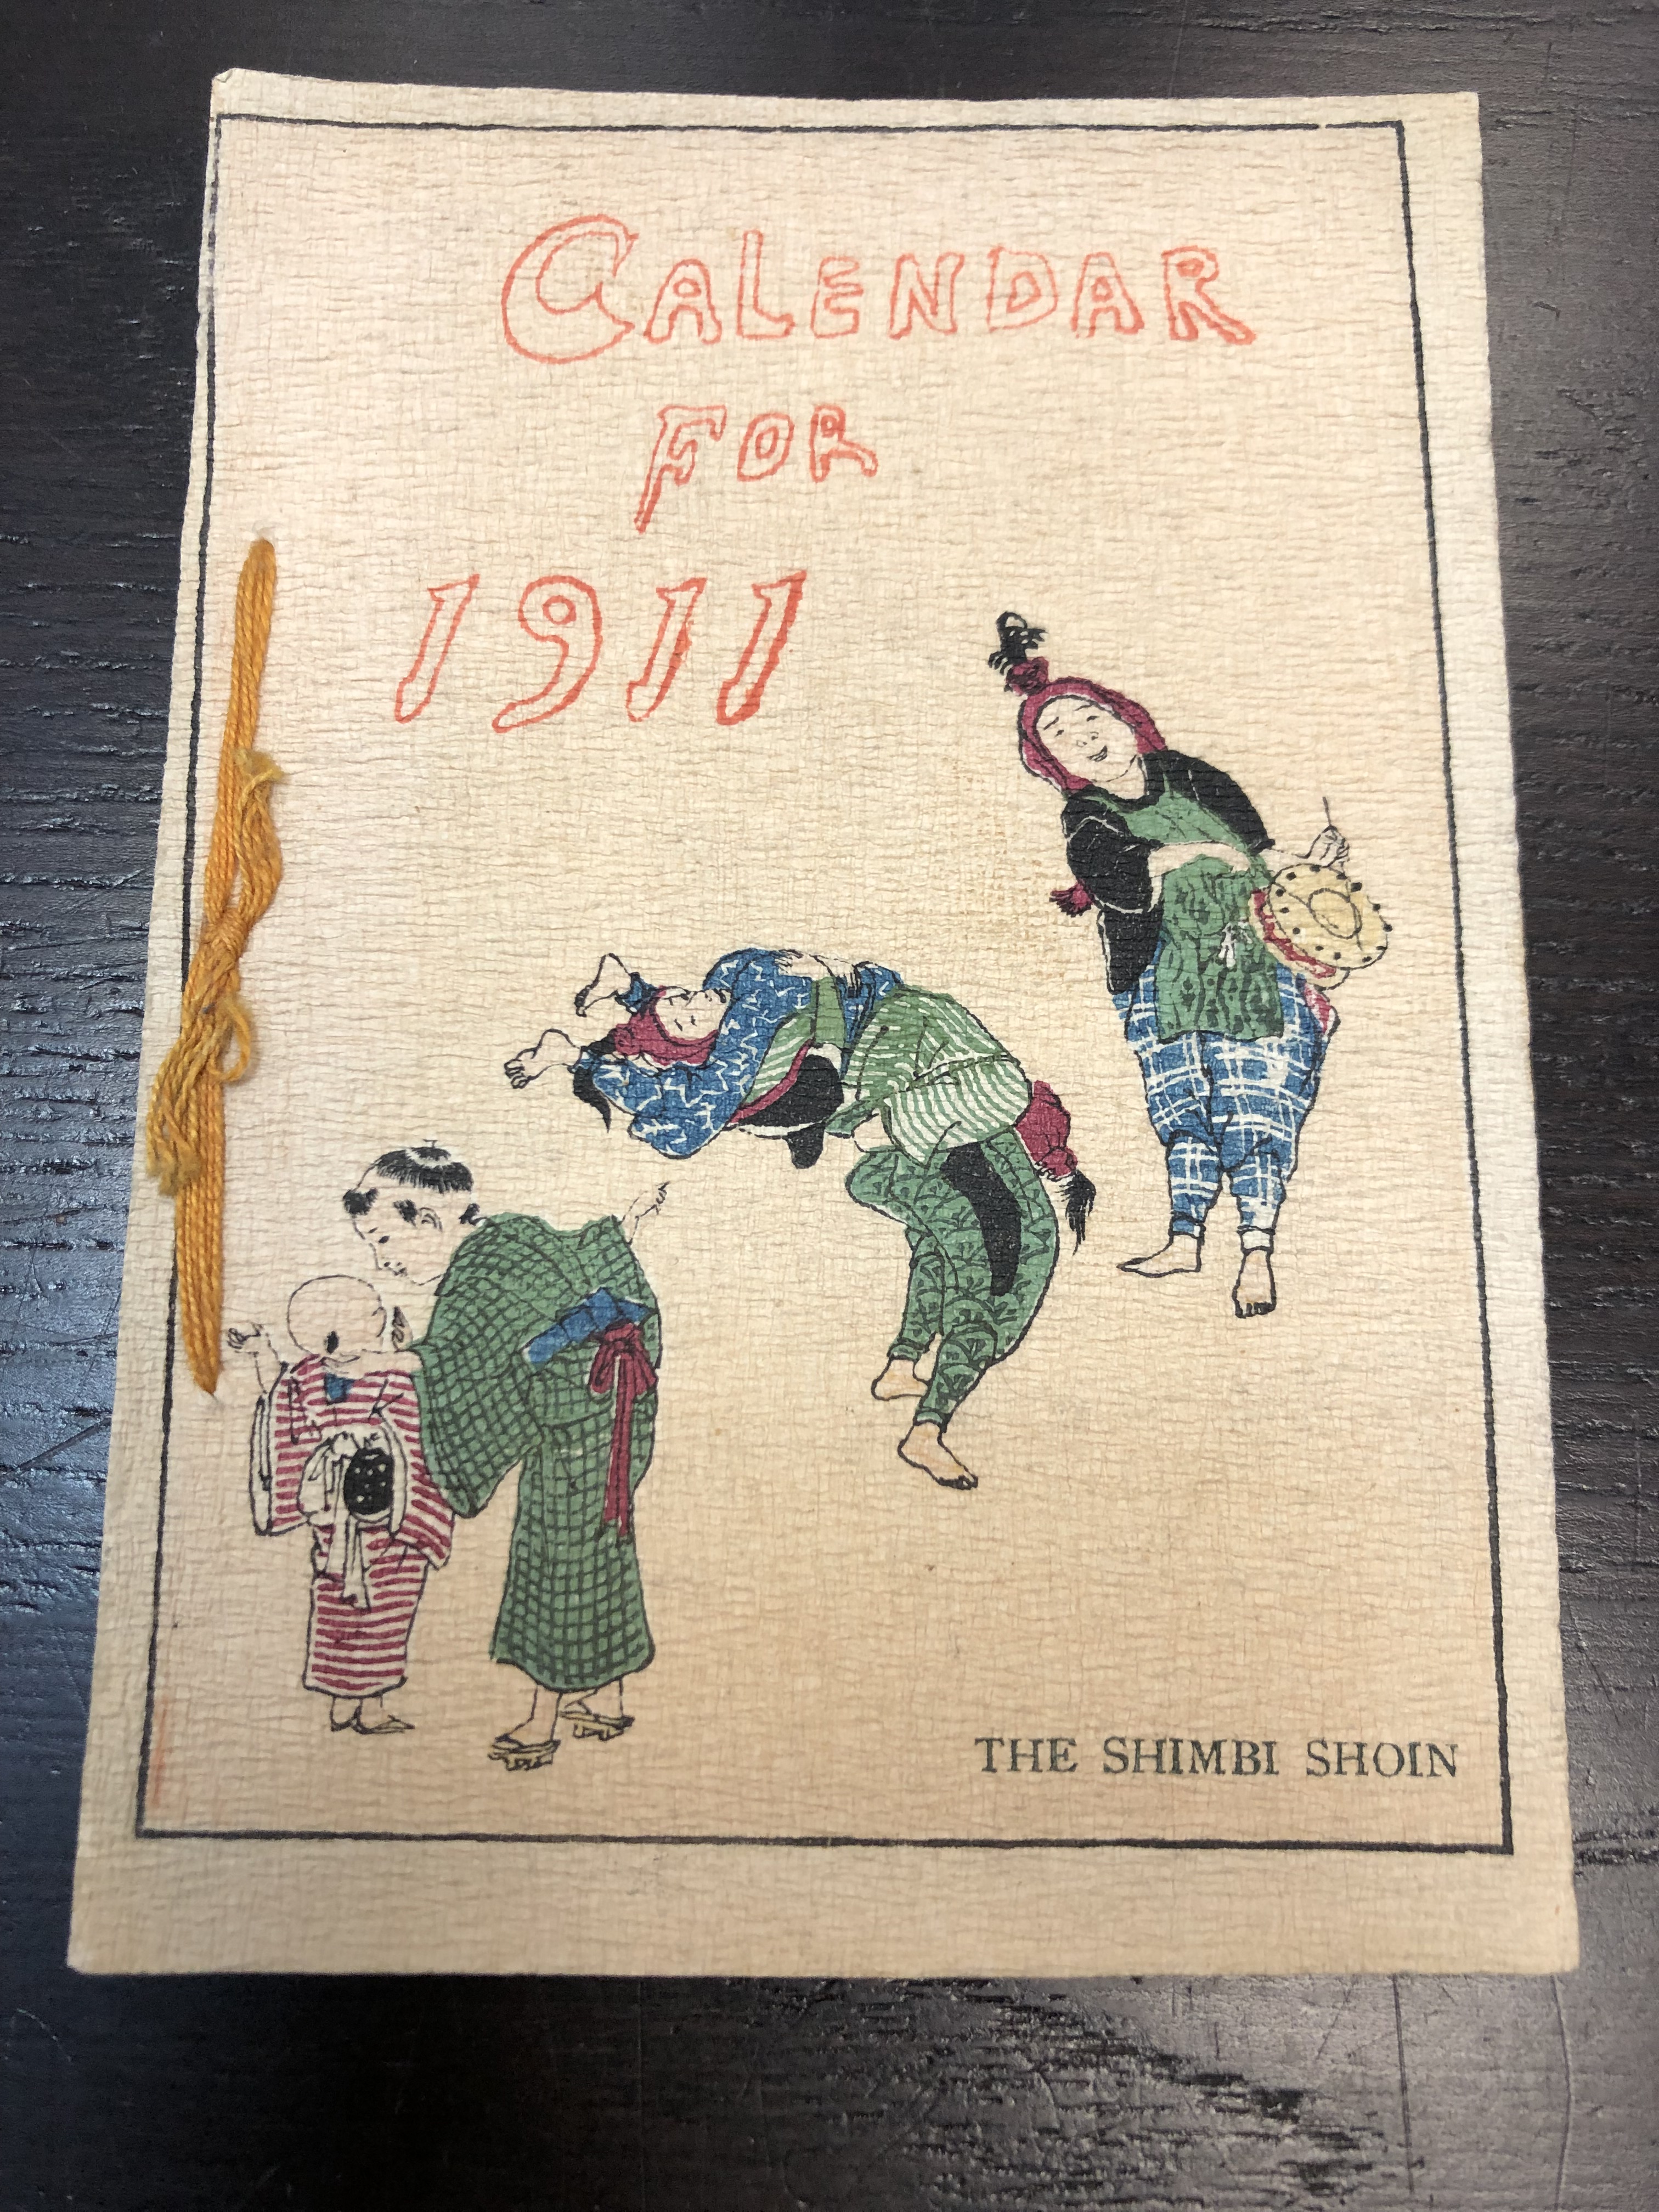 CALENDAR
FOR
1911
THE SHIMBI SHOIN